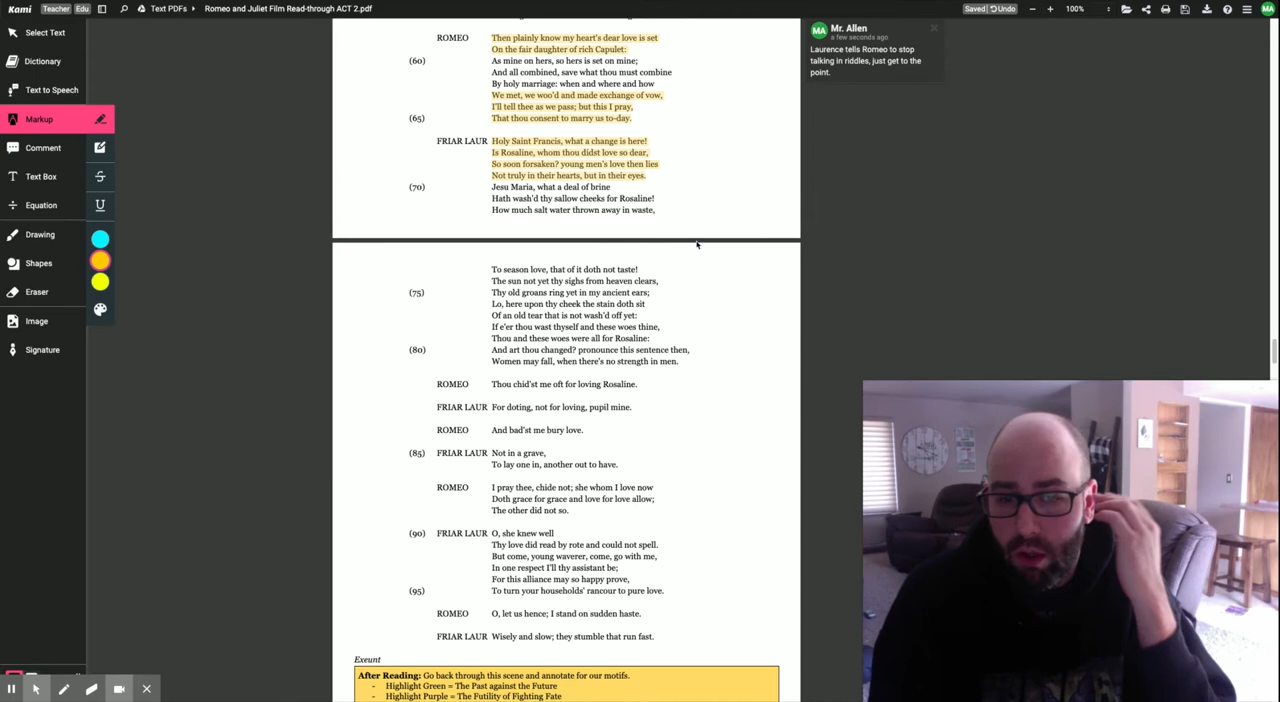 Kami Teacher Edu Text PDFs Romeo and Juliet Film Read-through ACT 2.pdf Saved Undo 100% MA
Select Text
Dictionary
Text to Speech
Markup
Comment
Text Box
Equation
Drawing
Shapes
Eraser
Image
Signature
ROMEO Then plainly know my heart's dear love is set
On the fair daughter of rich Capulet:
(60) As mine on hers, so hers is set on mine;
And all combined, save what thou must combine
By holy marriage: when and where and how
We met, we woo'd and made exchange of vow,
I'll tell thee as we pass; but this I pray,
(65) That thou consent to marry us to-day.
FRIAR LAUR Holy Saint Francis, what a change is here!
Is Rosaline, whom thou didst love so dear,
So soon forsaken? young men's love then lies
Not truly in their hearts, but in their eyes.
(70) Jesu Maria, what a deal of brine
Hath wash'd thy sallow cheeks for Rosaline!
How much salt water thrown away in waste,
To season love, that of it doth not taste!
The sun not yet thy sighs from heaven clears,
(75) Thy old groans ring yet in my ancient ears;
Lo, here upon thy cheek the stain doth sit
Of an old tear that is not wash'd off yet:
If e'er thou wast thyself and these woes thine,
Thou and these woes were all for Rosaline:
(80) And art thou changed? pronounce this sentence then,
Women may fall, when there's no strength in men.
ROMEO Thou chid'st me oft for loving Rosaline.
FRIAR LAUR For doting, not for loving, pupil mine.
ROMEO And bad'st me bury love.
(85) FRIAR LAUR Not in a grave,
To lay one in, another out to have.
ROMEO I pray thee, chide not; she whom I love now
Doth grace for grace and love for love allow;
The other did not so.
(90) FRIAR LAUR O, she knew well
Thy love did read by rote and could not spell.
But come, young waverer, come, go with me,
In one respect I'll thy assistant be;
For this alliance may so happy prove,
(95) To turn your households' rancour to pure love.
ROMEO O, let us hence; I stand on sudden haste.
FRIAR LAUR Wisely and slow; they stumble that run fast.
Exeunt
After Reading: Go back through this scene and annotate for our motifs.
- Highlight Green = The Past against the Future
- Highlight Purple = The Futility of Fighting Fate
MA Mr. Allen
a few seconds ago
Laurence tells Romeo to stop
talking in riddles, just get to the
point.